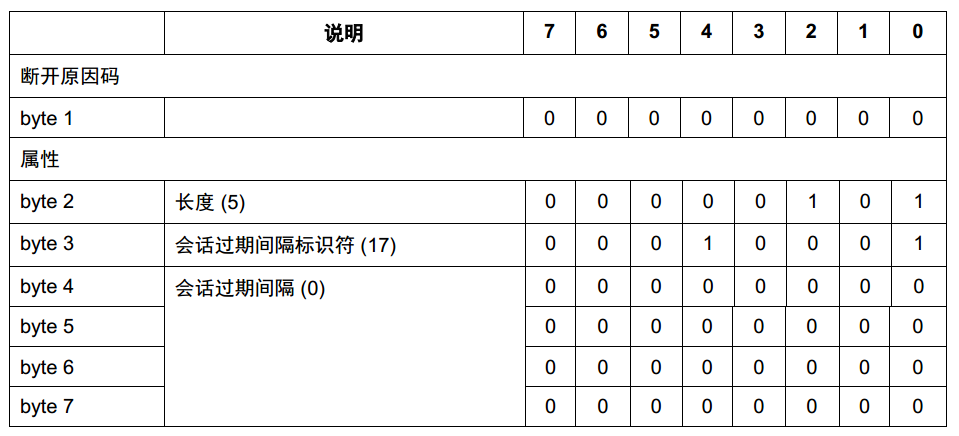 说明 7 6 5 4 3 2 1 0
断开原因码
byte 1 0 0 0 0 0 0 0 0
属性
byte 2 长度 (5) 0 0 0 0 0 1 0 1
byte 3 会话过期间隔标识符 (17) 0 0 0 1 0 0 0 1
byte 4 会话过期间隔 (0) 0 0 0 0 0 0 0 0
byte 5 0 0 0 0 0 0 0 0
byte 6 0 0 0 0 0 0 0 0
byte 7 0 0 0 0 0 0 0 0